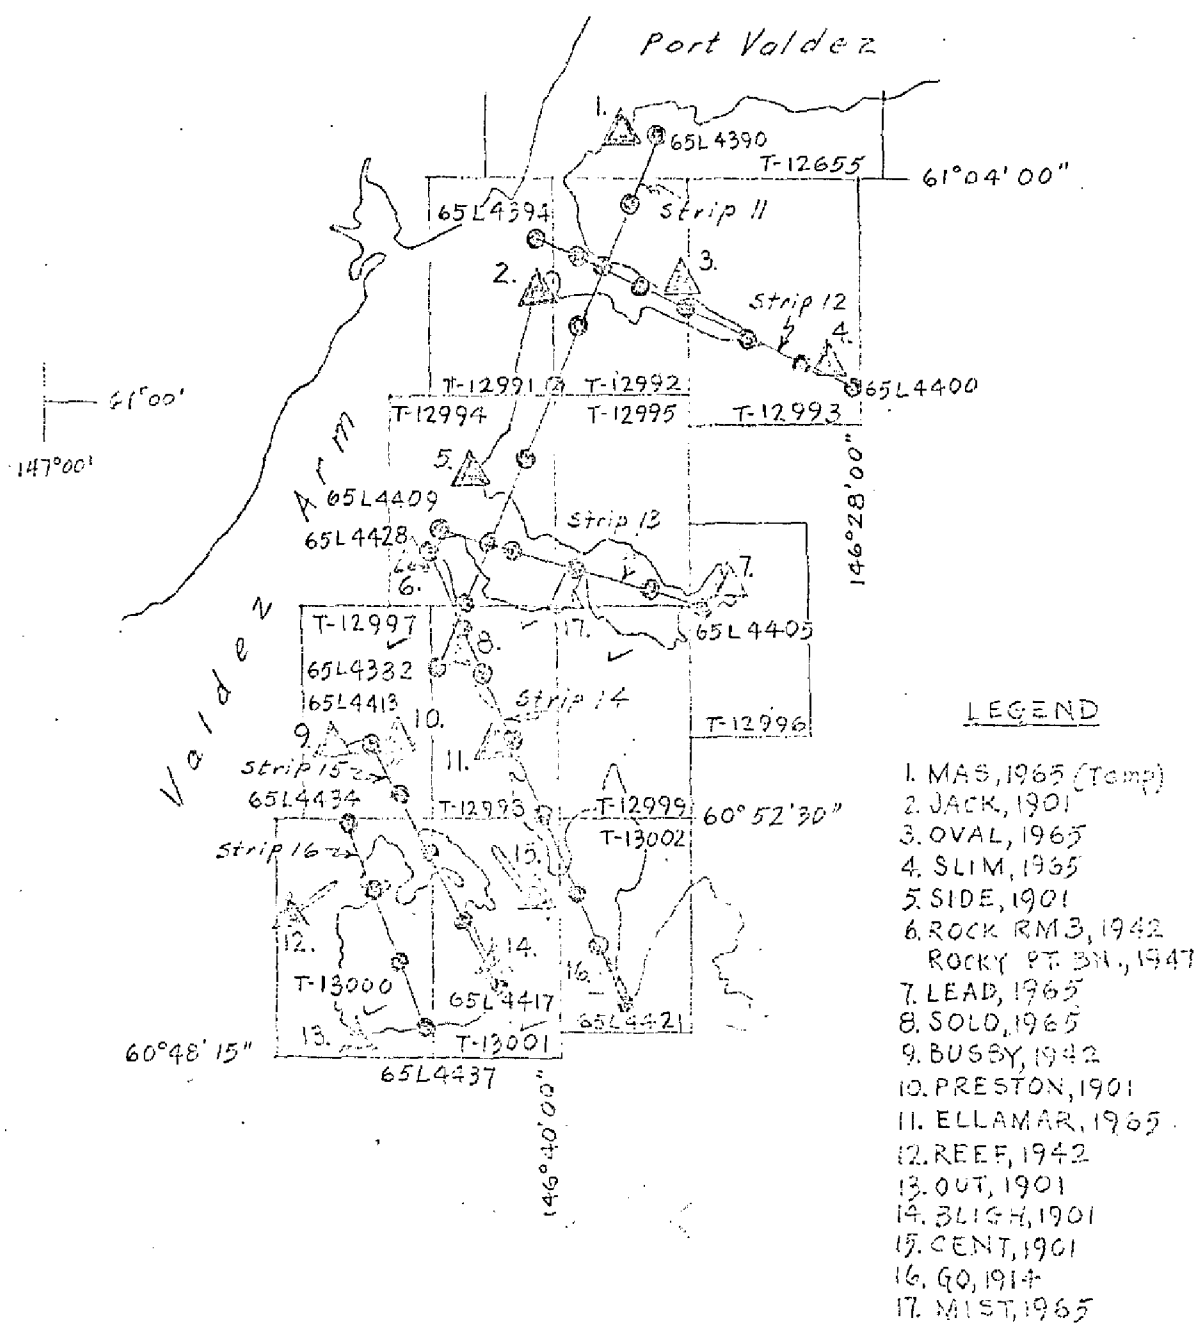 Port Valdez
1.
65L4390
T-12655
61°04'00"
65L4394
Strip 11
2.
3.
Strip 12
4.
T-12991
T-12992
65L4400
61°00'
T-12994
T-12995
T-12993
147°00'
Valdez Arm
5.
146°28'00"
65L4409
Strip 13
65L4428
6.
7.
T-12997
17.
65L4405
8.
65L4332
65L4413
Strip 14
10.
9.
11.
T-12996
Strip 15
65L4434
T-12993
T-12999
60°52'30"
T-13002
Strip 16
15.
12.
14.
16.
T-13000
65L4417
65L4421
13.
T-13001
60°48'15"
65L4437
146°40'00"
LEGEND
1. MAS, 1965 (Temp)
2. JACK, 1901
3. OVAL, 1965
4. SLIM, 1965
5. SIDE, 1901
6. ROCK RM3, 1942
ROCKY PT. BN., 1947
7. LEAD, 1965
8. SOLO, 1965
9. BUSBY, 1942
10. PRESTON, 1901
11. ELLAMAR, 1965
12. REEF, 1942
13. OUT, 1901
14. BLIGH, 1901
15. CENT, 1901
16. GO, 1914
17. MIST, 1965